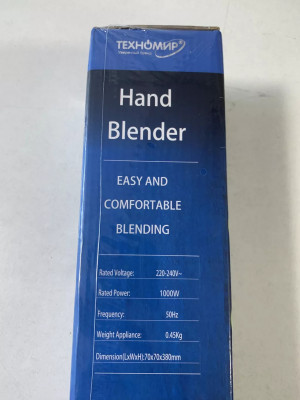 ТЕХНОМИР
Hand
Blender
EASY AND
COMFORTABLE
BLENDING
Rated Voltage: 220-240V~
Rated Power: 1000W
Frequency: 50Hz
Weight Appliance: 0.45Kg
Dimension(LxWxH):70x70x380mm